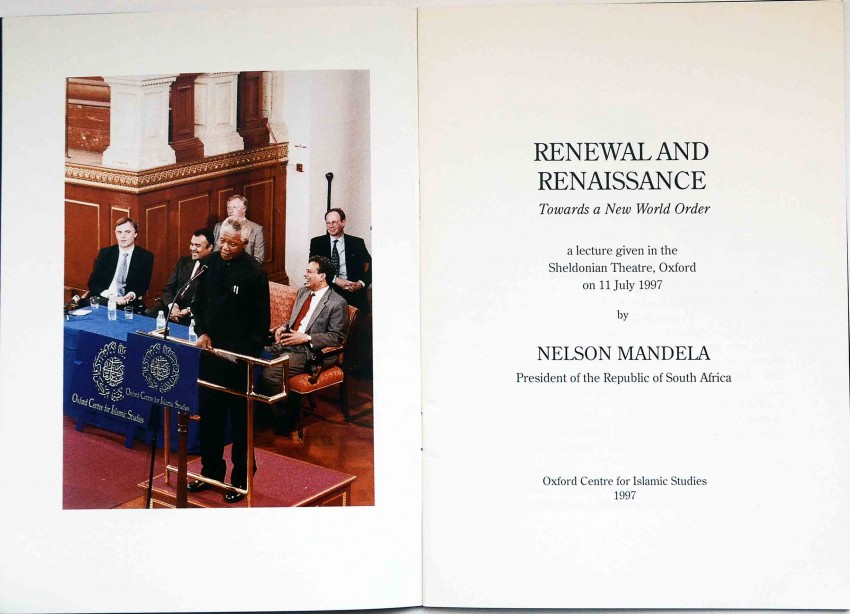 Oxford Centre for Islamic Studies
Oxford Centre for Islamic Studies
RENEWAL AND
RENAISSANCE
Towards a New World Order
a lecture given in the
Sheldonian Theatre, Oxford
on 11 July 1997
by
NELSON MANDELA
President of the Republic of South Africa
Oxford Centre for Islamic Studies
1997